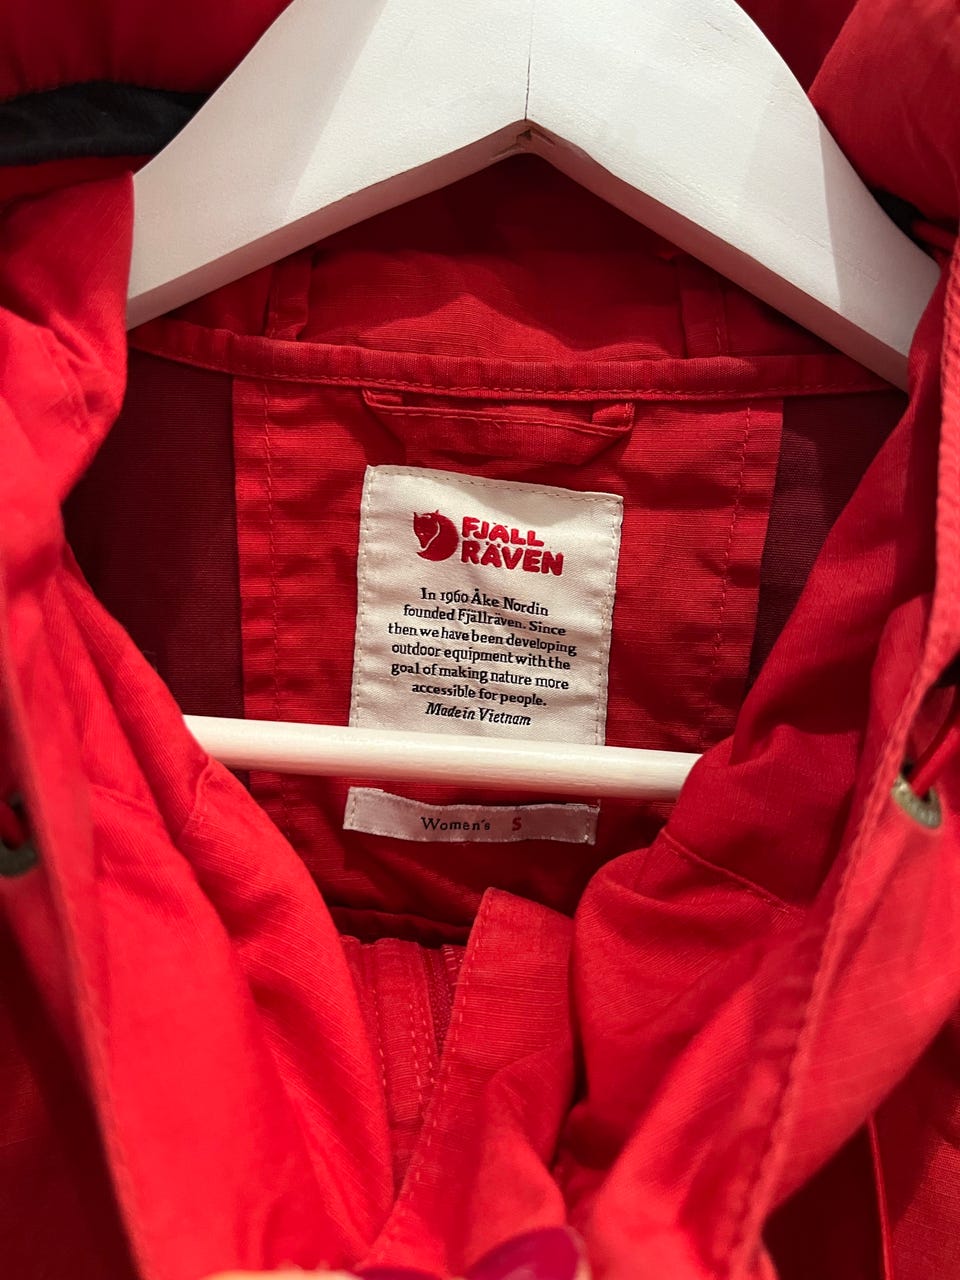 FJÄLL
RÄVEN
In 1960 Åke Nordin
founded Fjällräven. Since
then we have been developing
outdoor equipment with the
goal of making nature more
accessible for people.
Made in Vietnam
Women's S